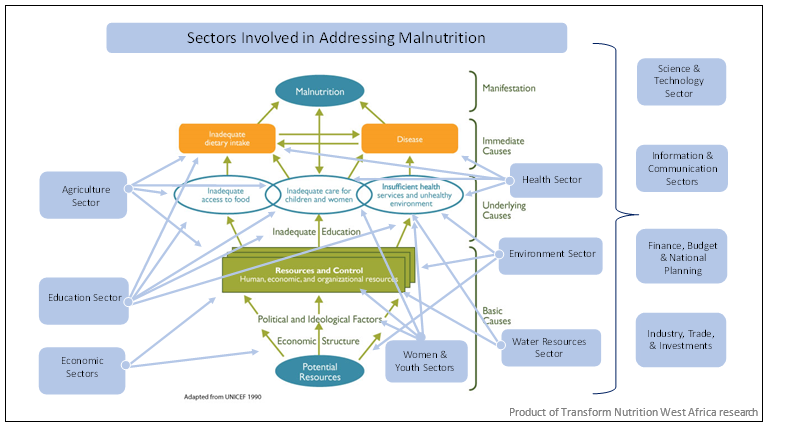 Sectors Involved in Addressing Malnutrition
Malnutrition
Manifestation
Inadequate
dietary intake
Disease
Immediate
Causes
Inadequate
access to food
Inadequate care for
children and women
Insufficient health
services and unhealthy
environment
Underlying
Causes
Inadequate Education
Resources and Control
Human, economic, and organizational resources
Political and Ideological Factors
Economic Structure
Basic
Causes
Potential
Resources
Adapted from UNICEF 1990
Agriculture
Sector
Education Sector
Economic
Sectors
Women &
Youth Sectors
Health Sector
Environment Sector
Water Resources
Sector
Science &
Technology
Sector
Information &
Communication
Sectors
Finance, Budget
& National
Planning
Industry, Trade,
& Investments
Product of Transform Nutrition West Africa research